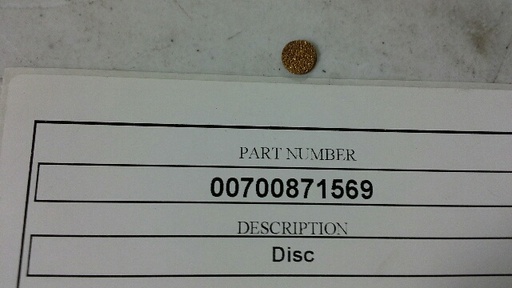 PART NUMBER
00700871569
DESCRIPTION
Disc